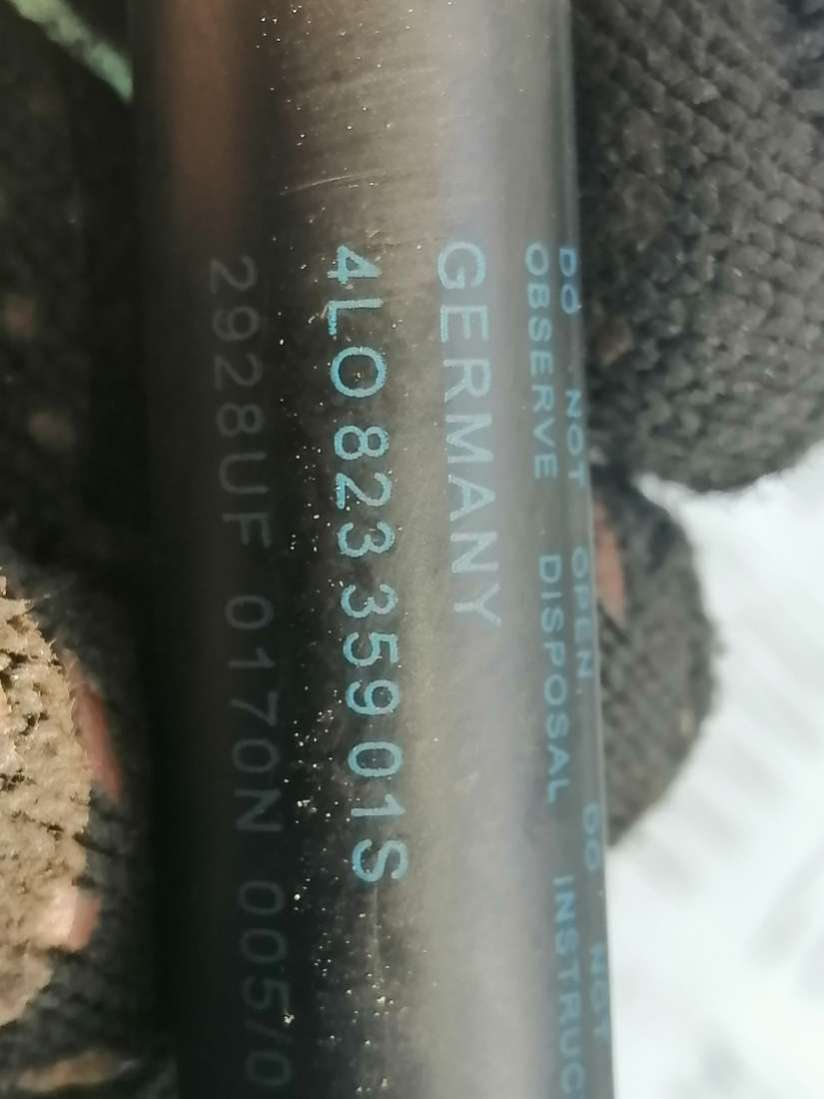 DO NOT OPEN. DO NOT
OBSERVE DISPOSAL INSTRUC
GERMANY
4L0 823 359 01S
2928UF 0170N 005/0